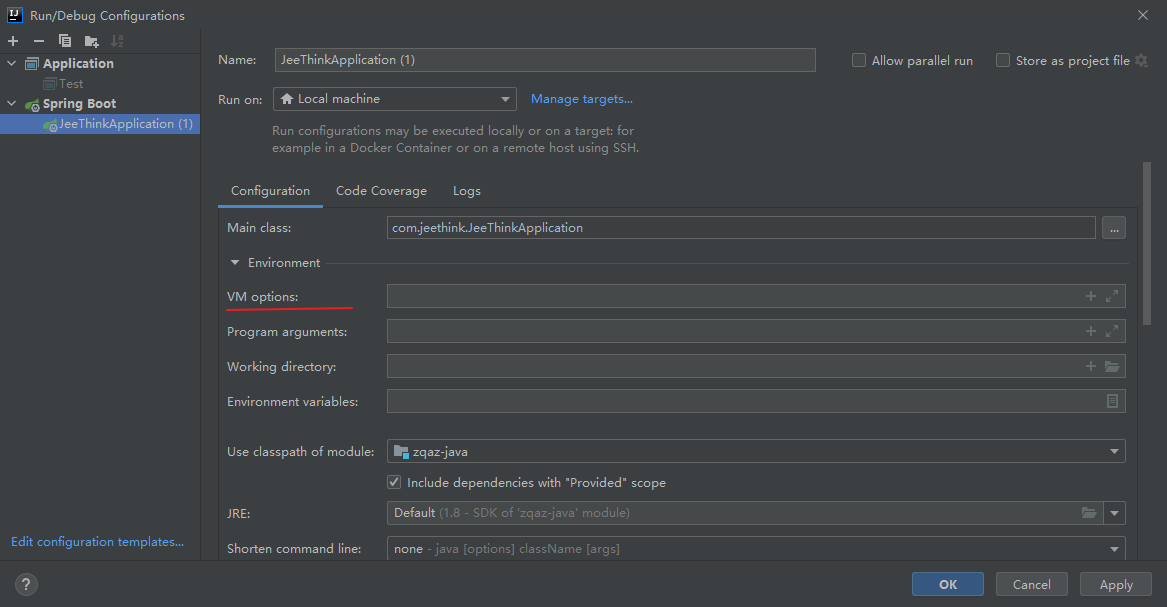 Run/Debug Configurations
Application
Test
Spring Boot
JeeThinkApplication (1)
Edit configuration templates...
Name: JeeThinkApplication (1) Allow parallel run Store as project file
Run on: Local machine Manage targets...
Run configurations may be executed locally or on a target: for
example in a Docker Container or on a remote host using SSH.
Configuration Code Coverage Logs
Main class: com.jeethink.JeeThinkApplication ...
Environment
VM options:
Program arguments:
Working directory:
Environment variables:
Use classpath of module: zqaz-java
Include dependencies with "Provided" scope
JRE: Default (1.8 - SDK of 'zqaz-java' module)
Shorten command line: none - java [options] className [args]
? OK Cancel Apply